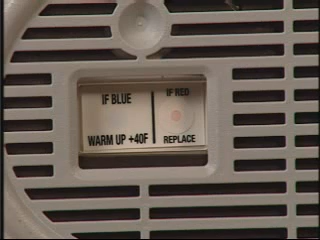 IF BLUE
WARM UP +40F
IF RED
REPLACE